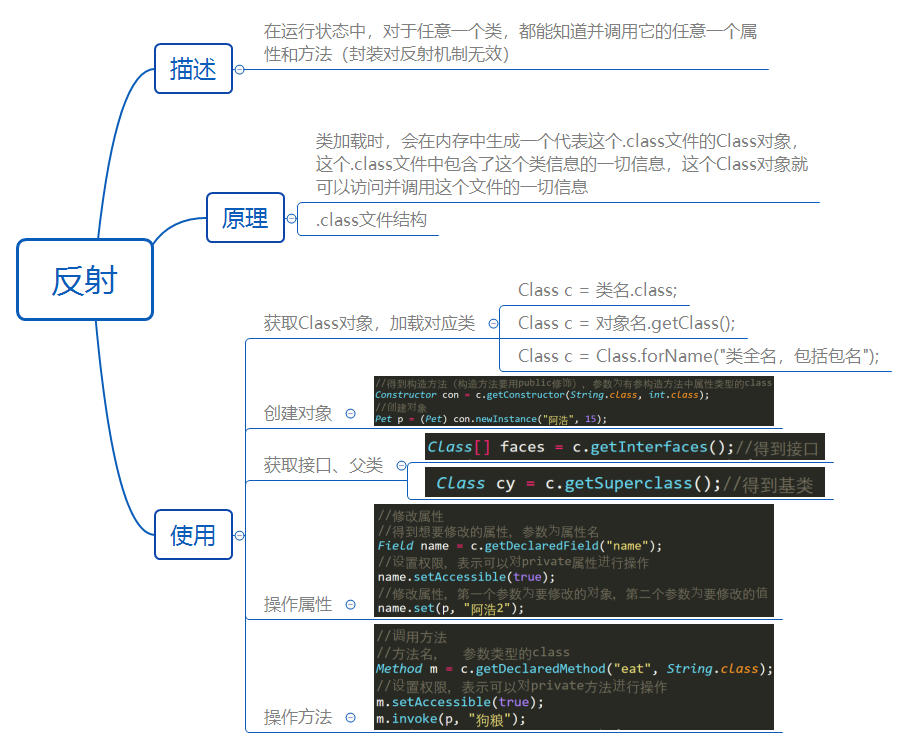 反射
描述
在运行状态中，对于任意一个类，都能知道并调用它的任意一个属
性和方法（封装对反射机制无效）
原理
类加载时，会在内存中生成一个代表这个.class文件的Class对象，
这个.class文件中包含了这个类信息的一切信息，这个Class对象就
可以访问并调用这个文件的一切信息
.class文件结构
使用
获取Class对象，加载对应类
Class c = 类名.class;
Class c = 对象名.getClass();
Class c = Class.forName("类全名，包括包名");
创建对象
//得到构造方法（构造方法要用public修饰），参数为有参构造方法中属性类型的class
Constructor con = c.getConstructor(String.class, int.class);
//创建对象
Pet p = (Pet) con.newInstance("阿浩", 15);
获取接口、父类
Class[] faces = c.getInterfaces();//得到接口
Class cy = c.getSuperclass();//得到基类
操作属性
//修改属性
//得到想要修改的属性，参数为属性名
Field name = c.getDeclaredField("name");
//设置权限，表示可以对private属性进行操作
name.setAccessible(true);
//修改属性，第一个参数为要修改的对象，第二个参数为要修改的值
name.set(p, "阿浩2");
操作方法
//调用方法
//方法名， 参数类型的class
Method m = c.getDeclaredMethod("eat", String.class);
//设置权限，表示可以对private方法进行操作
m.setAccessible(true);
m.invoke(p, "狗粮");